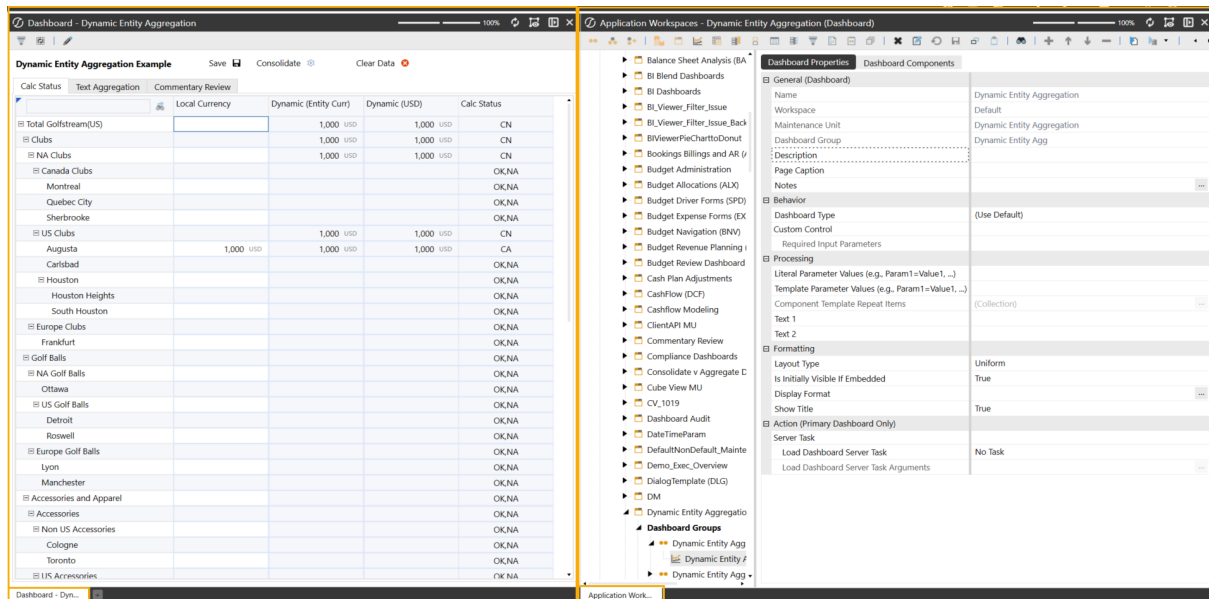 Dashboard - Dynamic Entity Aggregation
100%
Dynamic Entity Aggregation Example
Save
Consolidate
Clear Data
Calc Status
Text Aggregation
Commentary Review
Local Currency
Dynamic (Entity Curr)
Dynamic (USD)
Calc Status
Total Golfstream(US) 1,000 USD 1,000 USD CN
Clubs 1,000 USD 1,000 USD CN
NA Clubs 1,000 USD 1,000 USD CN
Canada Clubs OK,NA
Montreal OK,NA
Quebec City OK,NA
Sherbrooke OK,NA
US Clubs 1,000 USD 1,000 USD CN
Augusta 1,000 USD 1,000 USD 1,000 USD CA
Carlsbad OK,NA
Houston OK,NA
Houston Heights OK,NA
South Houston OK,NA
Europe Clubs OK,NA
Frankfurt OK,NA
Golf Balls OK,NA
NA Golf Balls OK,NA
Ottawa OK,NA
US Golf Balls OK,NA
Detroit OK,NA
Roswell OK,NA
Europe Golf Balls OK,NA
Lyon OK,NA
Manchester OK,NA
Accessories and Apparel OK,NA
Accessories OK,NA
Non US Accessories OK,NA
Cologne OK,NA
Toronto OK,NA
US Accessories OK,NA
Dashboard - Dyn...
Application Workspaces - Dynamic Entity Aggregation (Dashboard)
100%
Balance Sheet Analysis (BA
BI Blend Dashboards
BI Dashboards
BI_Viewer_Filter_Issue
BI_Viewer_Filter_Issue_Back
BIViewerPieCharttoDonut
Bookings Billings and AR (
Budget Administration
Budget Allocations (ALX)
Budget Driver Forms (SPD)
Budget Expense Forms (EX
Budget Navigation (BNV)
Budget Revenue Planning (
Budget Review Dashboard
Cash Plan Adjustments
CashFlow (DCF)
Cashflow Modeling
ClientAPI MU
Commentary Review
Compliance Dashboards
Consolidate v Aggregate D
Cube View MU
CV_1019
Dashboard Audit
DateTimeParam
DefaultNonDefault_Mainte
Demo_Exec_Overview
DialogTemplate (DLG)
DM
Dynamic Entity Aggregatio
Dashboard Groups
Dynamic Entity Agg
Dynamic Entity A
Dynamic Entity Agg
Dashboard Properties
Dashboard Components
General (Dashboard)
Name Dynamic Entity Aggregation
Workspace Default
Maintenance Unit Dynamic Entity Aggregation
Dashboard Group Dynamic Entity Agg
Description
Page Caption
Notes ...
Behavior
Dashboard Type (Use Default)
Custom Control
Required Input Parameters
Processing
Literal Parameter Values (e.g., Param1=Value1, ...)
Template Parameter Values (e.g., Param1=Value1, ...)
Component Template Repeat Items (Collection) ...
Text 1
Text 2
Formatting
Layout Type Uniform
Is Initially Visible If Embedded True
Display Format ...
Show Title True
Action (Primary Dashboard Only)
Server Task
Load Dashboard Server Task No Task
Load Dashboard Server Task Arguments ...
Application Work...